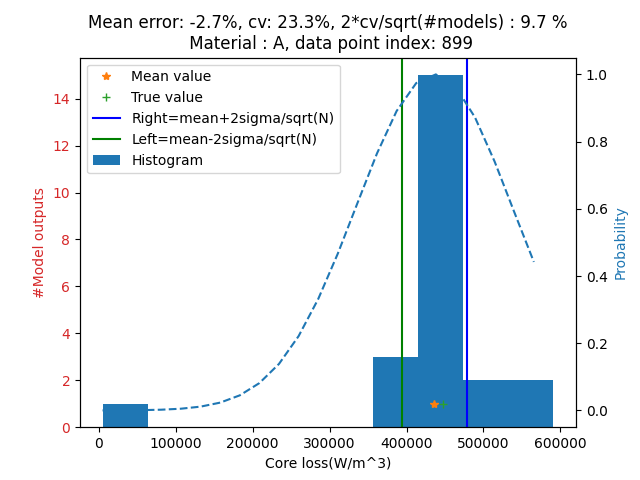 Mean error: -2.7%, cv: 23.3%, 2*cv/sqrt(#models) : 9.7 %
Material : A, data point index: 899
Mean value
True value
Right=mean+2sigma/sqrt(N)
Left=mean-2sigma/sqrt(N)
Histogram
#Model outputs
14
12
10
8
6
4
2
0
1.0
0.8
0.6
0.4
0.2
0.0
Probability
0 100000 200000 300000 400000 500000 600000
Core loss(W/m^3)